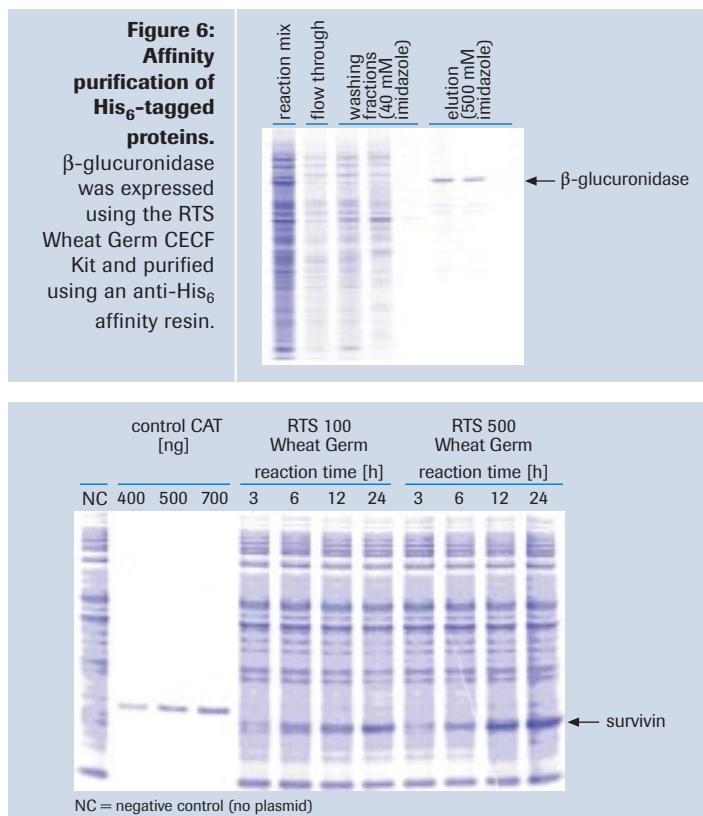 Figure 6:
Affinity
purification of
His6-tagged
proteins.
β-glucuronidase
was expressed
using the RTS
Wheat Germ CECF
Kit and purified
using an anti-His6
affinity resin.
reaction mix
flow through
washing
fractions
(40 mM
imidazole)
elution
(500 mM
imidazole)
β-glucuronidase
control CAT
[ng]
RTS 100
Wheat Germ
reaction time [h]
RTS 500
Wheat Germ
reaction time [h]
NC 400 500 700 3 6 12 24 3 6 12 24
survivin
NC = negative control (no plasmid)